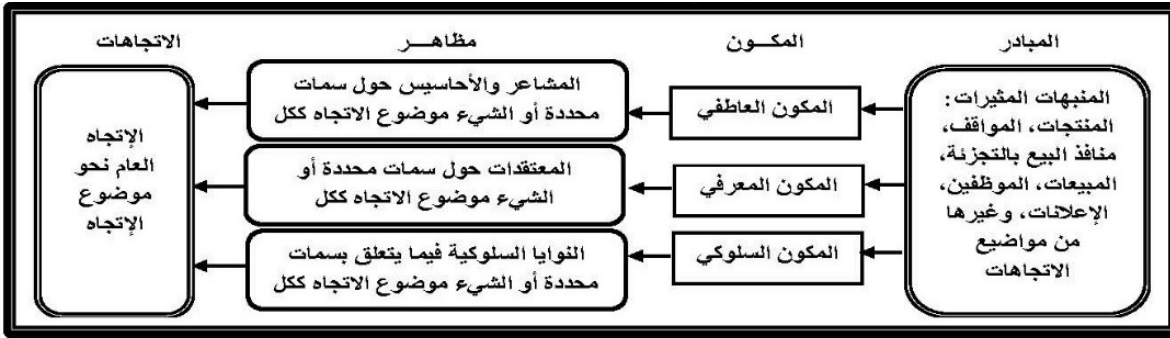 المبادر
المكـــون
مظاهـــر
الاتجاهات
المنبهات المثيرات:
المنتجات، المواقف،
منافذ البيع بالتجزئة،
المبيعات، الموظفين،
الإعلانات، وغيرها
من مواضيع
الاتجاهات
المكون العاطفي
المكون المعرفي
المكون السلوكي
المشاعر والأحاسيس حول سمات
محددة أو الشيء موضوع الاتجاه ككل
المعتقدات حول سمات محددة أو
الشيء موضوع الاتجاه ككل
النوايا السلوكية فيما يتعلق بسمات
محددة أو الشيء موضوع الاتجاه ككل
الإتجاه
العام نحو
موضوع
الإتجاه